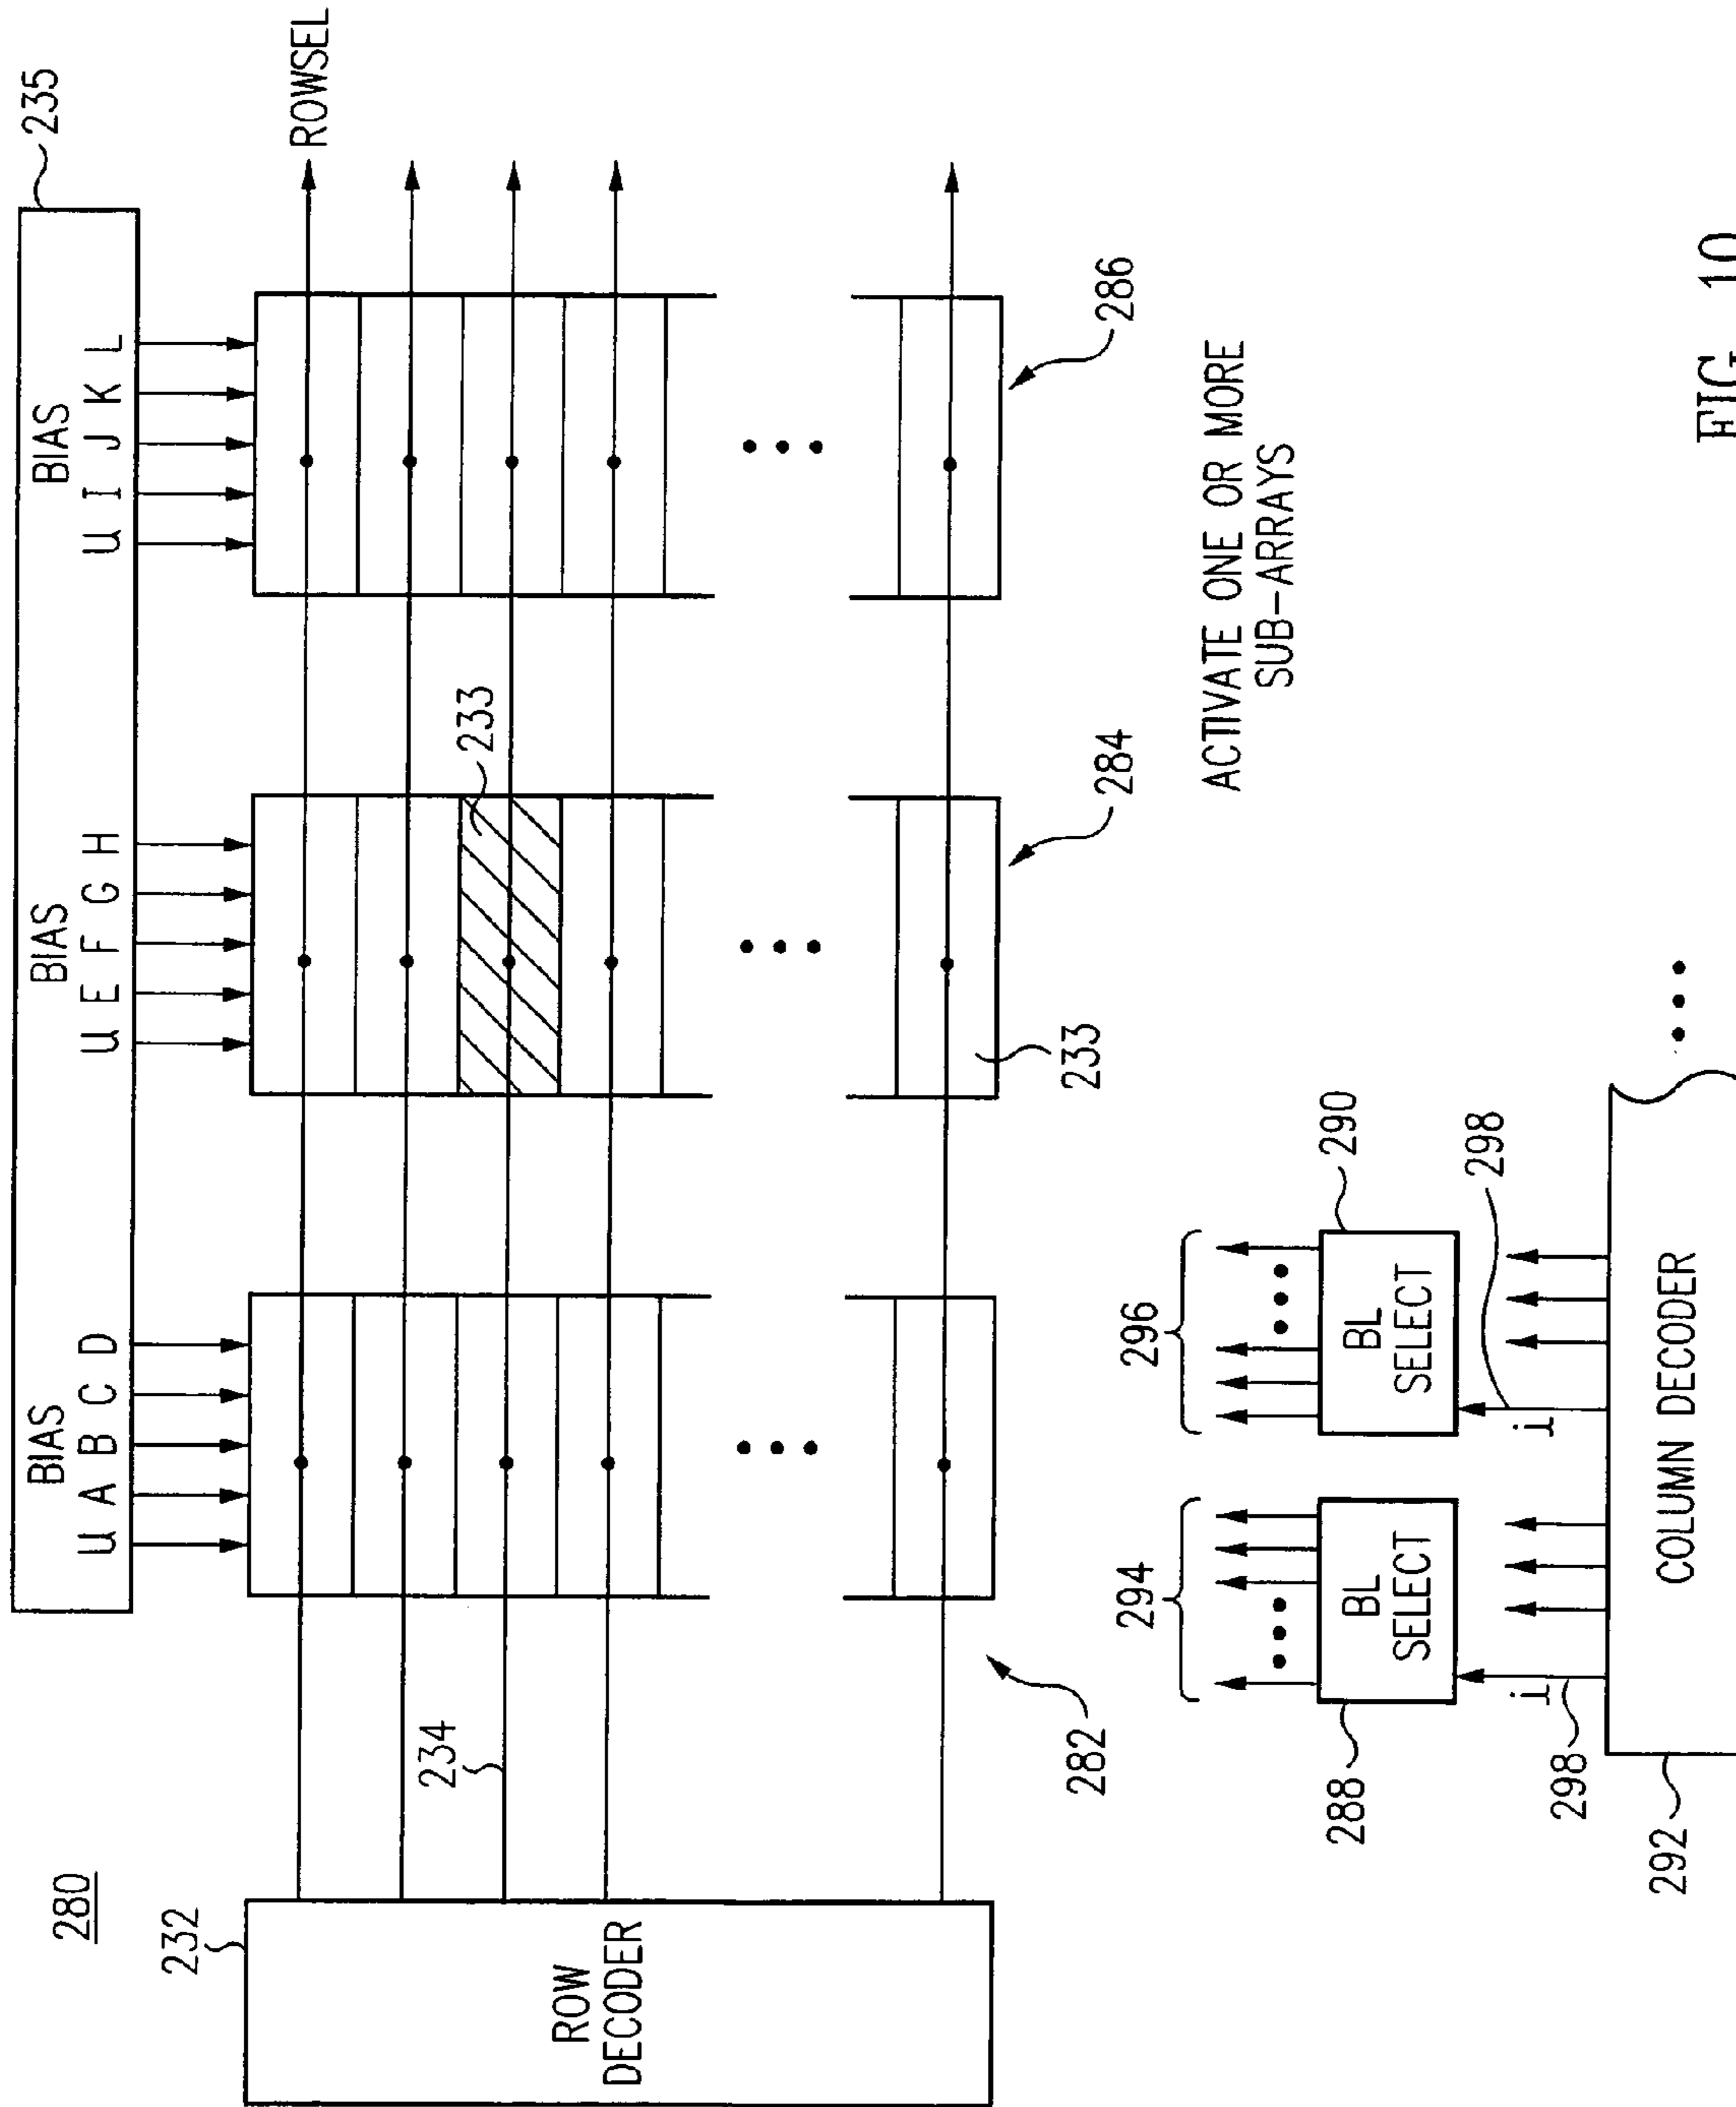 280
235
BIAS
BIAS
BIAS
U A B C D
U E F G H
U I J K L
ROWSEL
232
ROW
DECODER
234
233
233
282
284
286
ACTIVATE ONE OR MORE
SUB-ARRAYS
294
296
288
BL
SELECT
BL
SELECT
290
298
i
i
298
292
COLUMN DECODER
FIG. 10